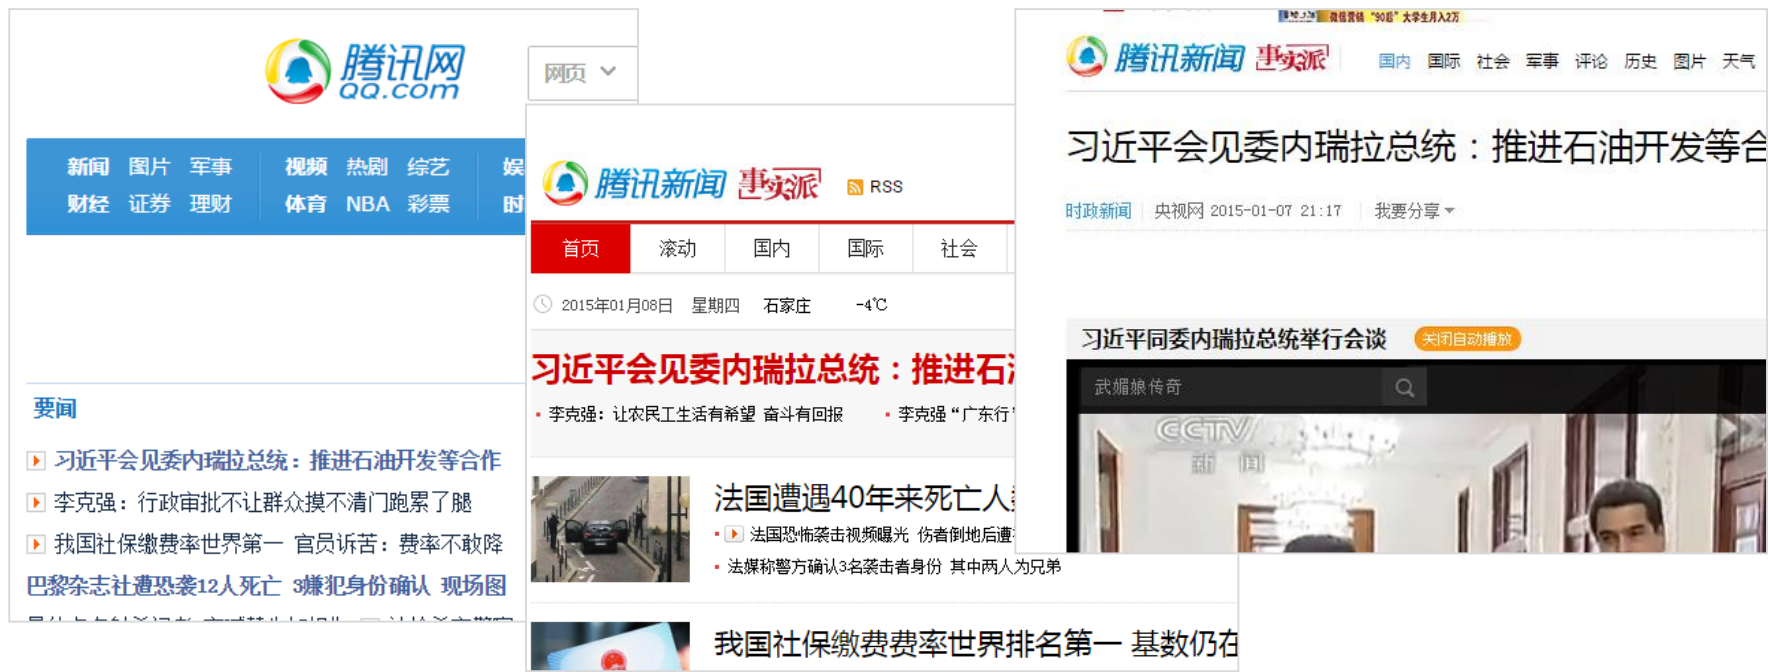 腾讯网
QQ.com
网页
新闻 图片 军事 视频 热剧 综艺 娱
财经 证券 理财 体育 NBA 彩票 时
要闻
习近平会见委内瑞拉总统：推进石油开发等合作
李克强：行政审批不让群众摸不清门跑累了腿
我国社保缴费率世界第一 官员诉苦：费率不敢降
巴黎杂志社遭恐袭12人死亡 3嫌犯身份确认 现场图
腾讯新闻 事实派 RSS
首页 滚动 国内 国际 社会
2015年01月08日 星期四 石家庄 -4℃
习近平会见委内瑞拉总统：推进石
李克强：让农民工生活有希望 奋斗有回报 李克强“广东行”
法国遭遇40年来死亡人
法国恐怖袭击视频曝光 伤者倒地后遭
法媒称警方确认3名袭击者身份 其中两人为兄弟
我国社保缴费费率世界排名第一 基数仍在
微信营销 "90后" 大学生月入2万
腾讯新闻 事实派 国内 国际 社会 军事 评论 历史 图片 天气
习近平会见委内瑞拉总统：推进石油开发等合
时政新闻 央视网 2015-01-07 21:17 我要分享
习近平同委内瑞拉总统举行会谈 关闭自动播放
武媚娘传奇
CCTV
新闻